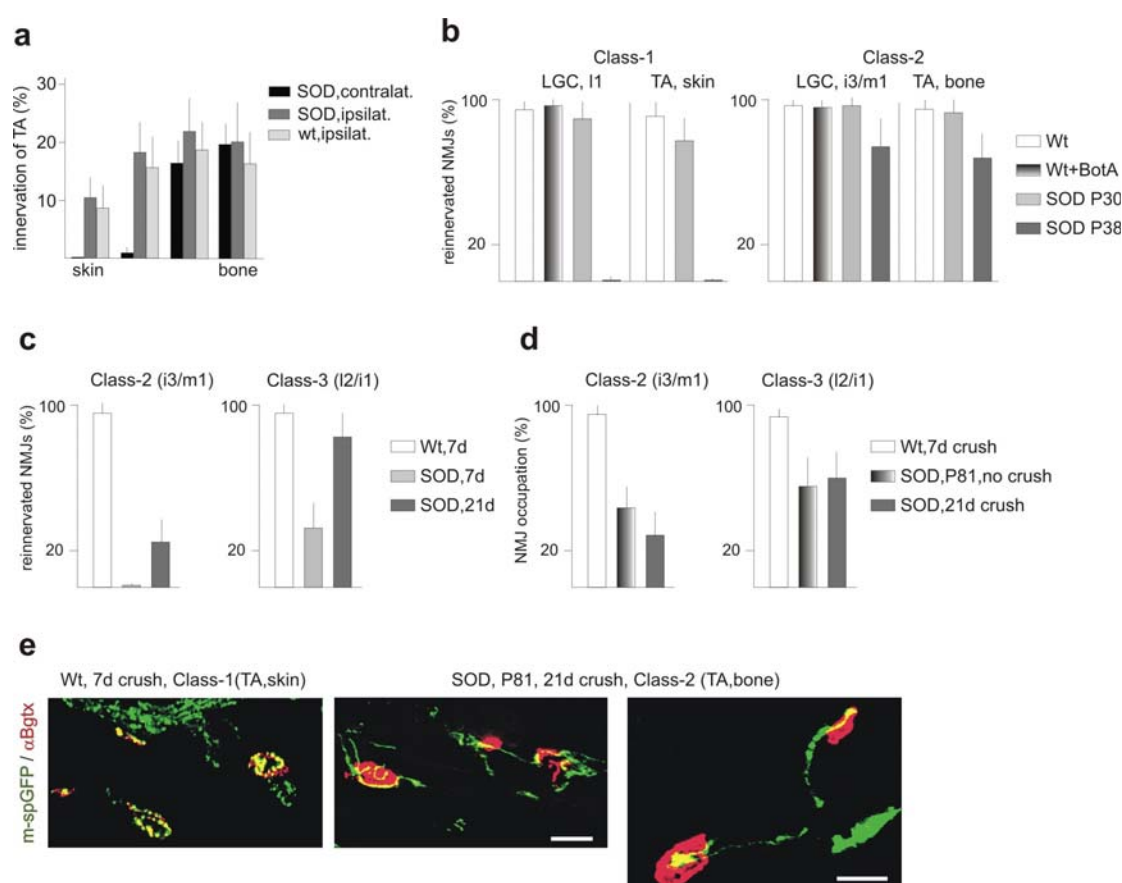 a
innervation of TA (%)
30
20
10
skin
bone
SOD,contralat.
SOD,ipsilat.
wt,ipsilat.
b
Class-1
LGC, l1
TA, skin
reinnervated NMJs (%)
100
20
Class-2
LGC, i3/m1
TA, bone
100
20
Wt
Wt+BotA
SOD P30
SOD P38
c
Class-2 (i3/m1)
reinnervated NMJs (%)
100
20
Class-3 (l2/i1)
100
20
Wt,7d
SOD,7d
SOD,21d
d
Class-2 (i3/m1)
NMJ occupation (%)
100
20
Class-3 (l2/i1)
100
20
Wt,7d crush
SOD,P81,no crush
SOD,21d crush
e
Wt, 7d crush, Class-1(TA,skin)
SOD, P81, 21d crush, Class-2 (TA,bone)
m-spGFP / αBgtx